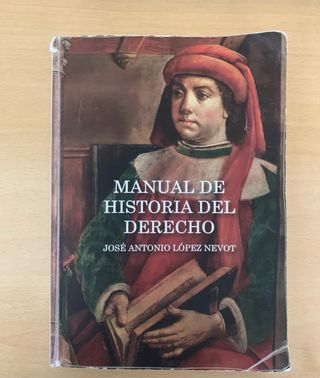 MANUAL DE
HISTORIA DEL
DERECHO
JOSÉ ANTONIO LÓPEZ NEVOT